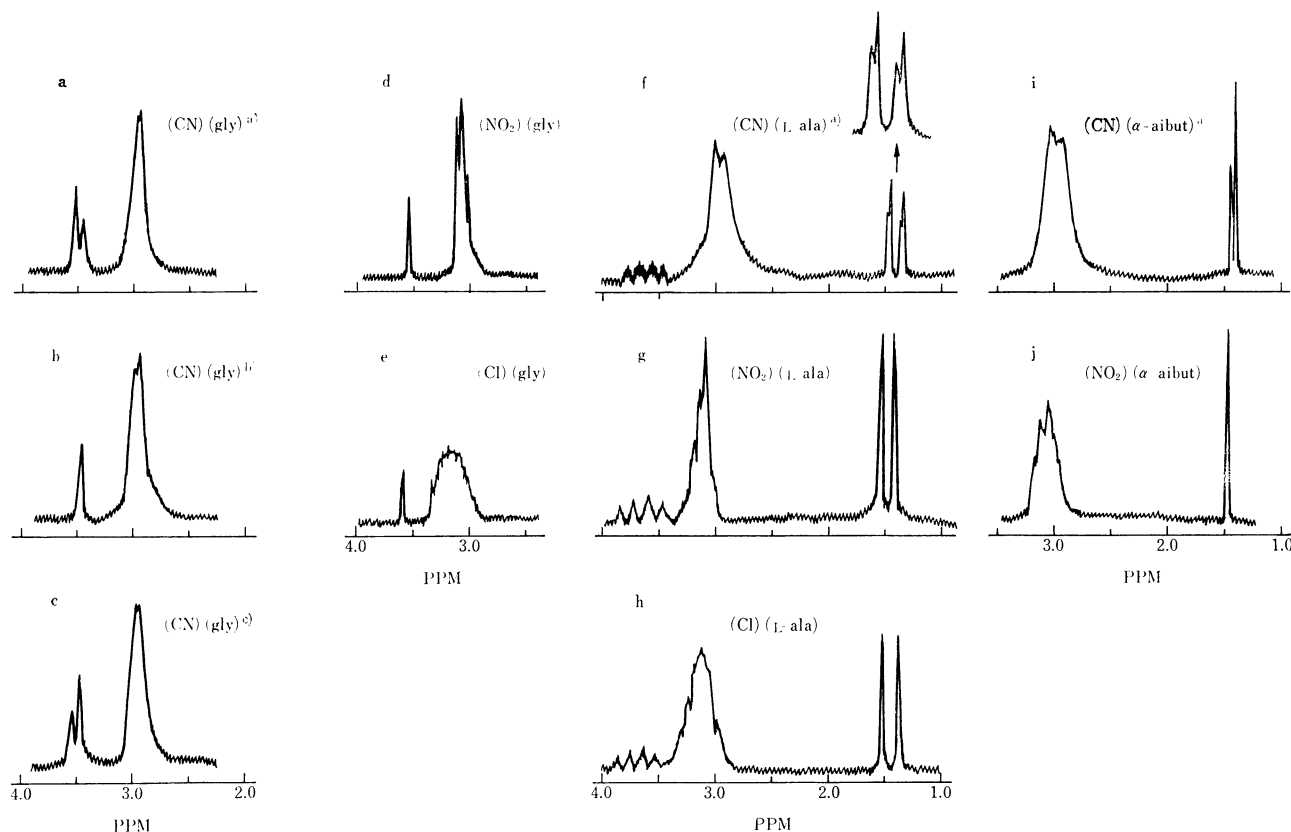 a
(CN) (gly) a)
b
(CN) (gly) b)
c
(CN) (gly) c)
4.0 3.0 2.0
PPM
d
(NO₂) (gly)
e
(Cl) (gly)
4.0 3.0
PPM
f
(CN) (L ala) a)
g
(NO₂) (L ala)
h
(Cl) (L-ala)
4.0 3.0 2.0 1.0
PPM
i
(CN) (α-aibut)
j
(NO₂) (α aibut)
3.0 2.0 1.0
PPM